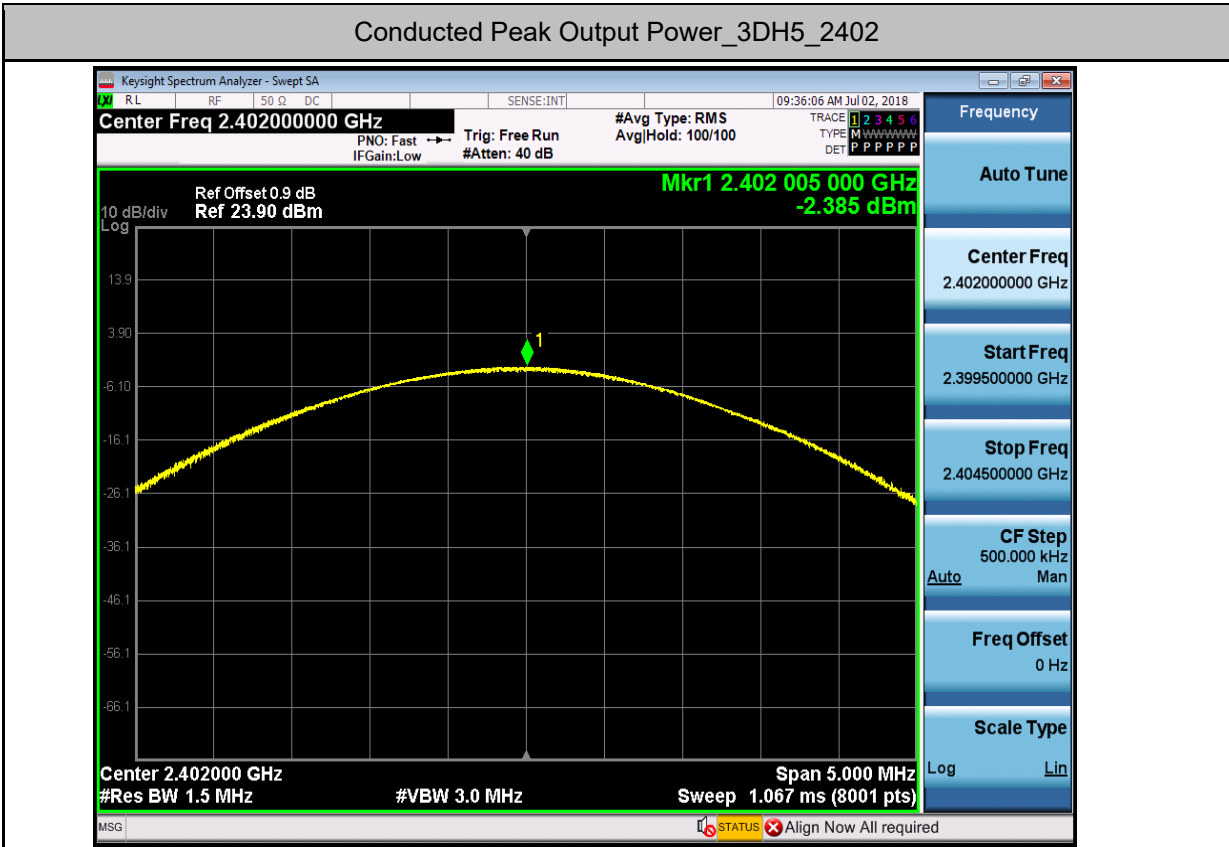 Conducted Peak Output Power_3DH5_2402
Keysight Spectrum Analyzer - Swept SA
LXI RL RF 50 Ω DC SENSE:INT 09:36:06 AM Jul 02, 2018
Center Freq 2.402000000 GHz
PNO: Fast
IFGain:Low
Trig: Free Run
#Atten: 40 dB
#Avg Type: RMS
Avg|Hold: 100/100
TRACE 1 2 3 4 5 6
TYPE M W W W W W
DET P P P P P P
Mkr1 2.402 005 000 GHz
-2.385 dBm
Ref Offset 0.9 dB
10 dB/div Ref 23.90 dBm
Log
13.9
3.90
-6.10
-16.1
-26.1
-36.1
-46.1
-56.1
-66.1
1
Center 2.402000 GHz Span 5.000 MHz
#Res BW 1.5 MHz #VBW 3.0 MHz Sweep 1.067 ms (8001 pts)
MSG STATUS Align Now All required
Frequency
Auto Tune
Center Freq
2.402000000 GHz
Start Freq
2.399500000 GHz
Stop Freq
2.404500000 GHz
CF Step
500.000 kHz
Auto Man
Freq Offset
0 Hz
Scale Type
Log Lin